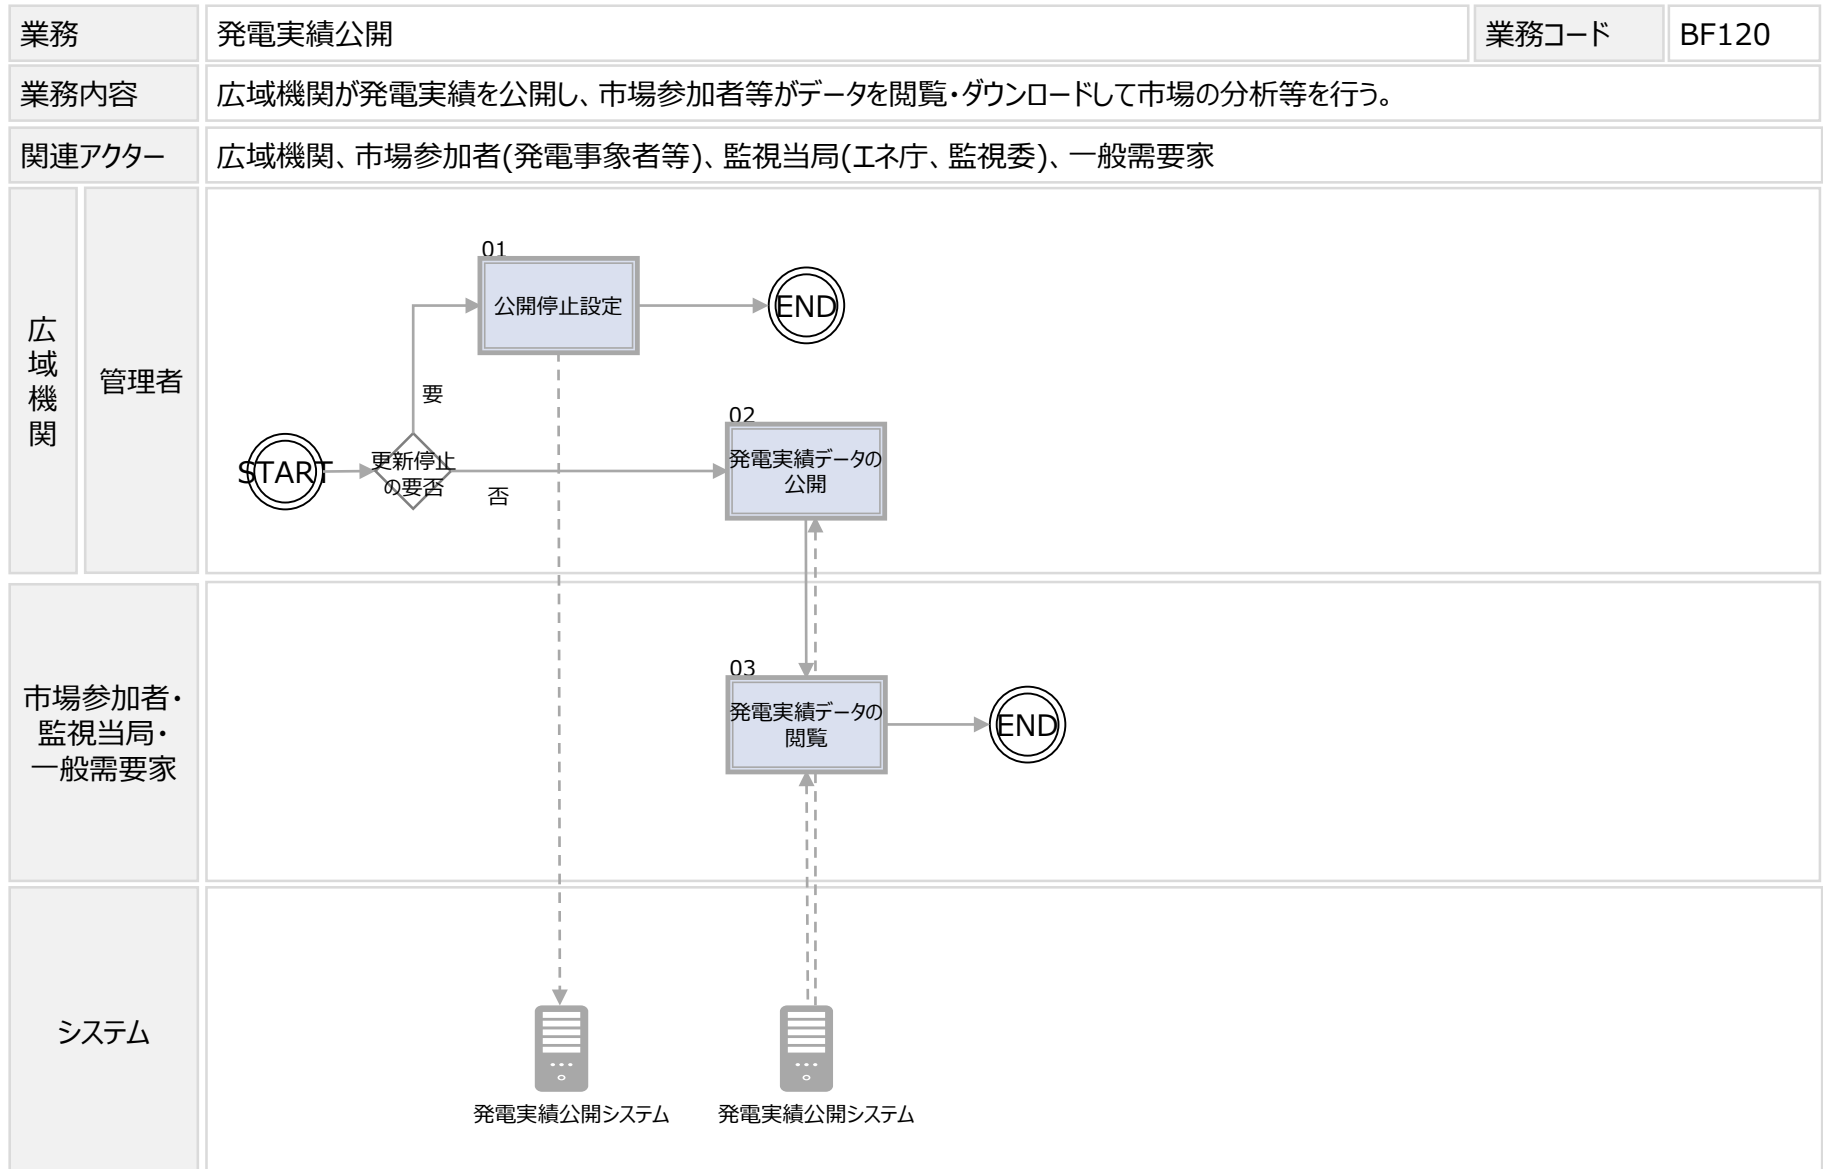 業務
発電実績公開
業務コード
BF120
業務内容
広域機関が発電実績を公開し、市場参加者等がデータを閲覧・ダウンロードして市場の分析等を行う。
関連アクター
広域機関、市場参加者(発電事象者等)、監視当局(エネ庁、監視委)、一般需要家
広域機関
管理者
01
公開停止設定
END
要
START
更新停止
の要否
否
02
発電実績データの
公開
市場参加者・
監視当局・
一般需要家
03
発電実績データの
閲覧
END
システム
発電実績公開システム
発電実績公開システム